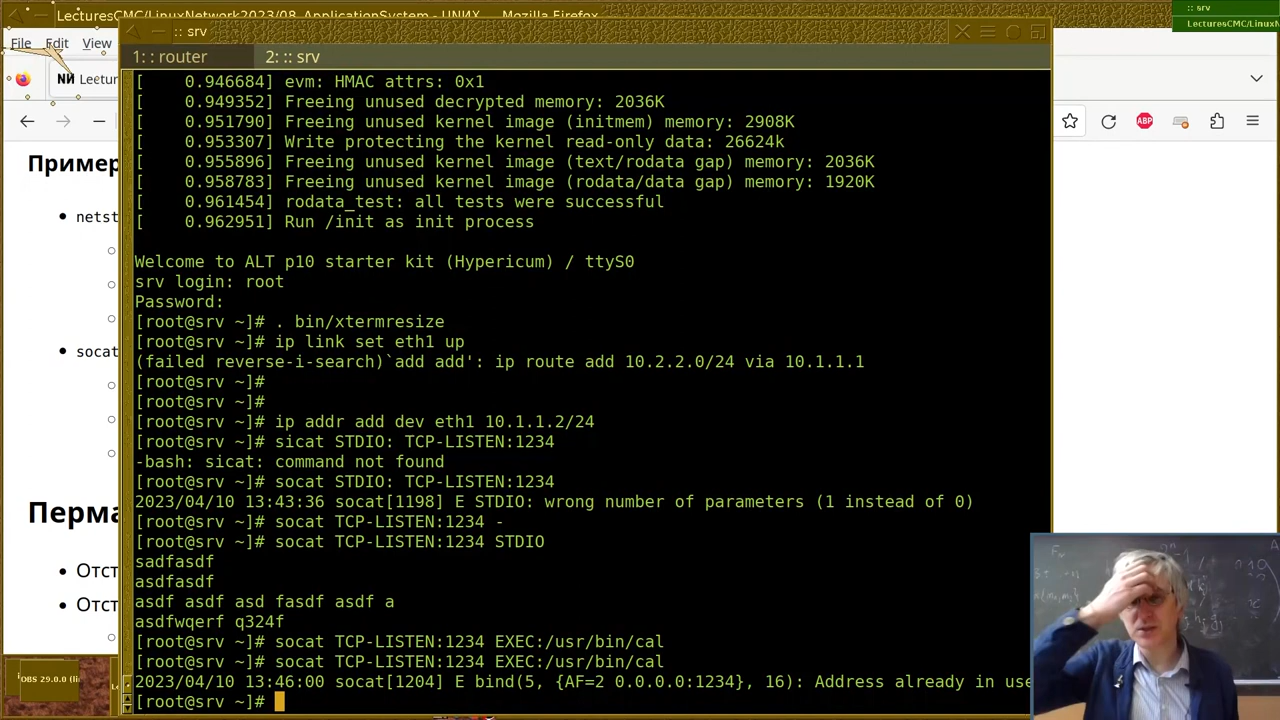 LecturesCMC/LinuxNetwork2023/08_ApplicationSystem - UNИX — Mozilla Firefox
:: srv
LecturesCMC/Linux
:: srv
File Edit View
1: : router
2: :: srv
NИ Lectur
ABP
[    0.946684] evm: HMAC attrs: 0x1
[    0.949352] Freeing unused decrypted memory: 2036K
[    0.951790] Freeing unused kernel image (initmem) memory: 2908K
[    0.953307] Write protecting the kernel read-only data: 26624k
[    0.955896] Freeing unused kernel image (text/rodata gap) memory: 2036K
[    0.958783] Freeing unused kernel image (rodata/data gap) memory: 1920K
[    0.961454] rodata_test: all tests were successful
[    0.962951] Run /init as init process
Welcome to ALT p10 starter kit (Hypericum) / ttyS0
srv login: root
Password:
[root@srv ~]# . bin/xtermresize
[root@srv ~]# ip link set eth1 up
(failed reverse-i-search)`add add': ip route add 10.2.2.0/24 via 10.1.1.1
[root@srv ~]#
[root@srv ~]#
[root@srv ~]# ip addr add dev eth1 10.1.1.2/24
[root@srv ~]# sicat STDIO: TCP-LISTEN:1234
-bash: sicat: command not found
[root@srv ~]# socat STDIO: TCP-LISTEN:1234
2023/04/10 13:43:36 socat[1198] E STDIO: wrong number of parameters (1 instead of 0)
[root@srv ~]# socat TCP-LISTEN:1234 -
[root@srv ~]# socat TCP-LISTEN:1234 STDIO
sadfasdf
asdfasdf
asdf asdf asd fasdf asdf a
asdfwqerf q324f
[root@srv ~]# socat TCP-LISTEN:1234 EXEC:/usr/bin/cal
[root@srv ~]# socat TCP-LISTEN:1234 EXEC:/usr/bin/cal
2023/04/10 13:46:00 socat[1204] E bind(5, {AF=2 0.0.0.0:1234}, 16): Address already in use
[root@srv ~]#
Пример
netst
socat
Перма
Отст
Отст
OBS 29.0.0 (li